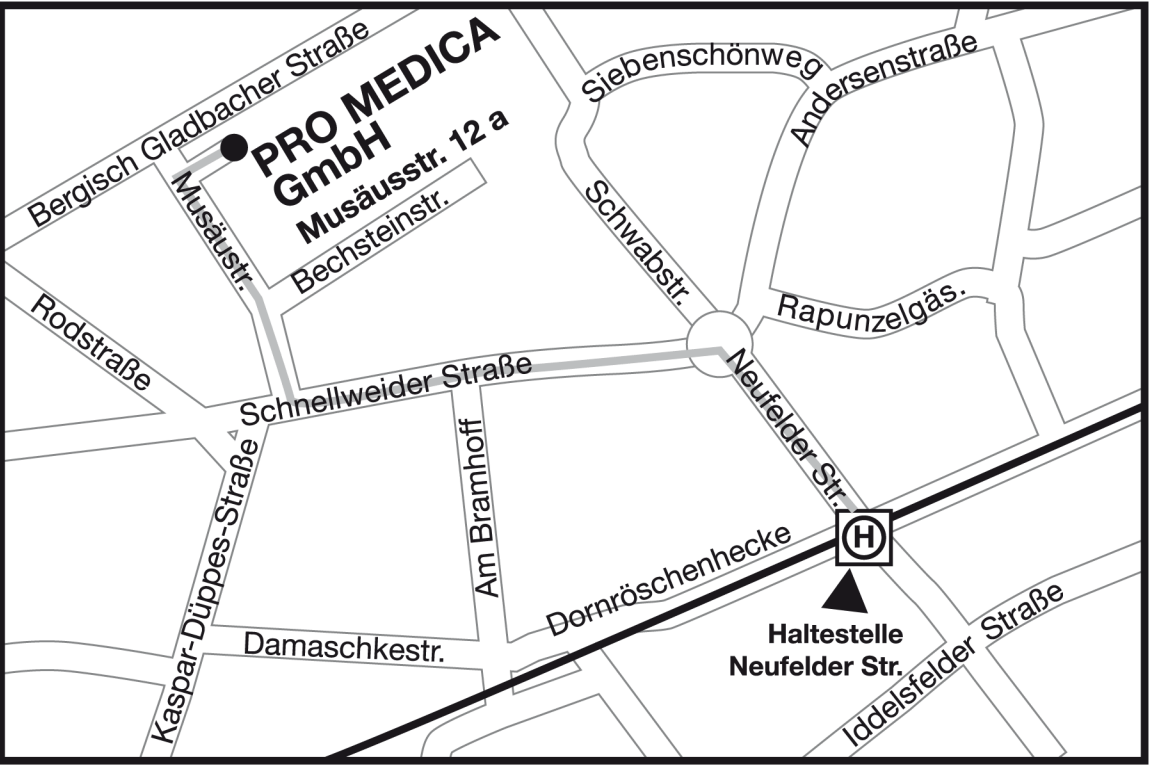 Bergisch Gladbacher Straße
PRO MEDICA
GmbH
Musäusstr. 12 a
Siebenschönweg
Andersenstraße
Musäustr.
Bechsteinstr.
Schwabstr.
Rapunzelgäs.
Rodstraße
Schnellweider Straße
Neufelder Str.
Kaspar-Düppes-Straße
Am Bramhoff
Dornröschenhecke
H
Damaschkestr.
Haltestelle
Neufelder Str.
Iddelsfelder Straße